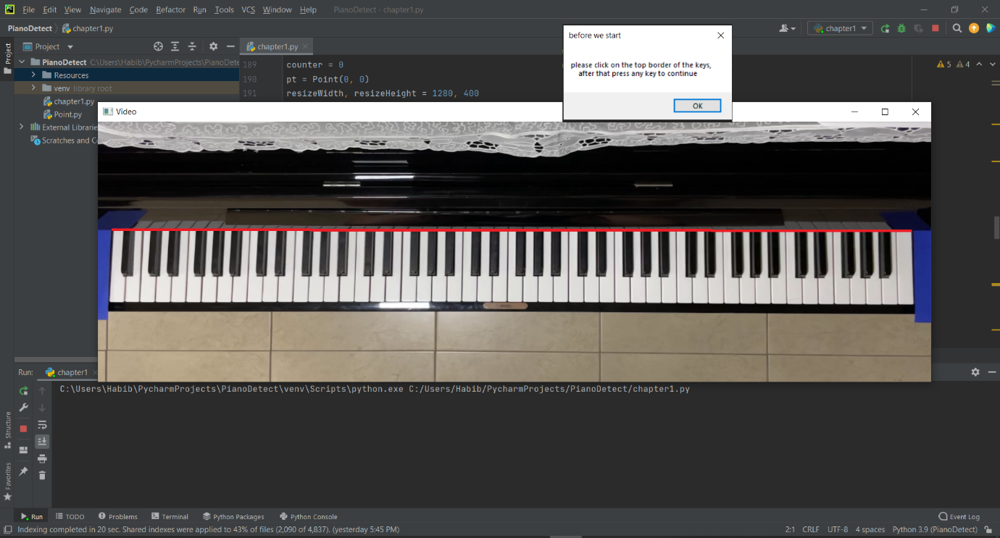 PC
File Edit View Navigate Code Refactor Run Tools VCS Window Help PianoDetect - chapter1.py
PianoDetect chapter1.py
chapter1
Project
Project
chapter1.py
PianoDetect C:\Users\Habib\PycharmProjects\PianoDete
Resources
venv library root
chapter1.py
Point.py
External Librarie
Scratches and C
189 counter = 0
190 pt = Point(0, 0)
191 resizeWidth, resizeHeight = 1280, 400
5 4
before we start
please click on the top border of the keys,
after that press any key to continue
OK
Video
Run: chapter1
C:\Users\Habib\PycharmProjects\PianoDetect\venv\Scripts\python.exe C:/Users/Habib/PycharmProjects/PianoDetect/chapter1.py
Structure
Favorites
Run TODO Problems Terminal Python Packages Python Console Event Log
Indexing completed in 20 sec. Shared indexes were applied to 43% of files (2,090 of 4,837). (yesterday 5:45 PM) 2:1 CRLF UTF-8 4 spaces Python 3.9 (PianoDetect)